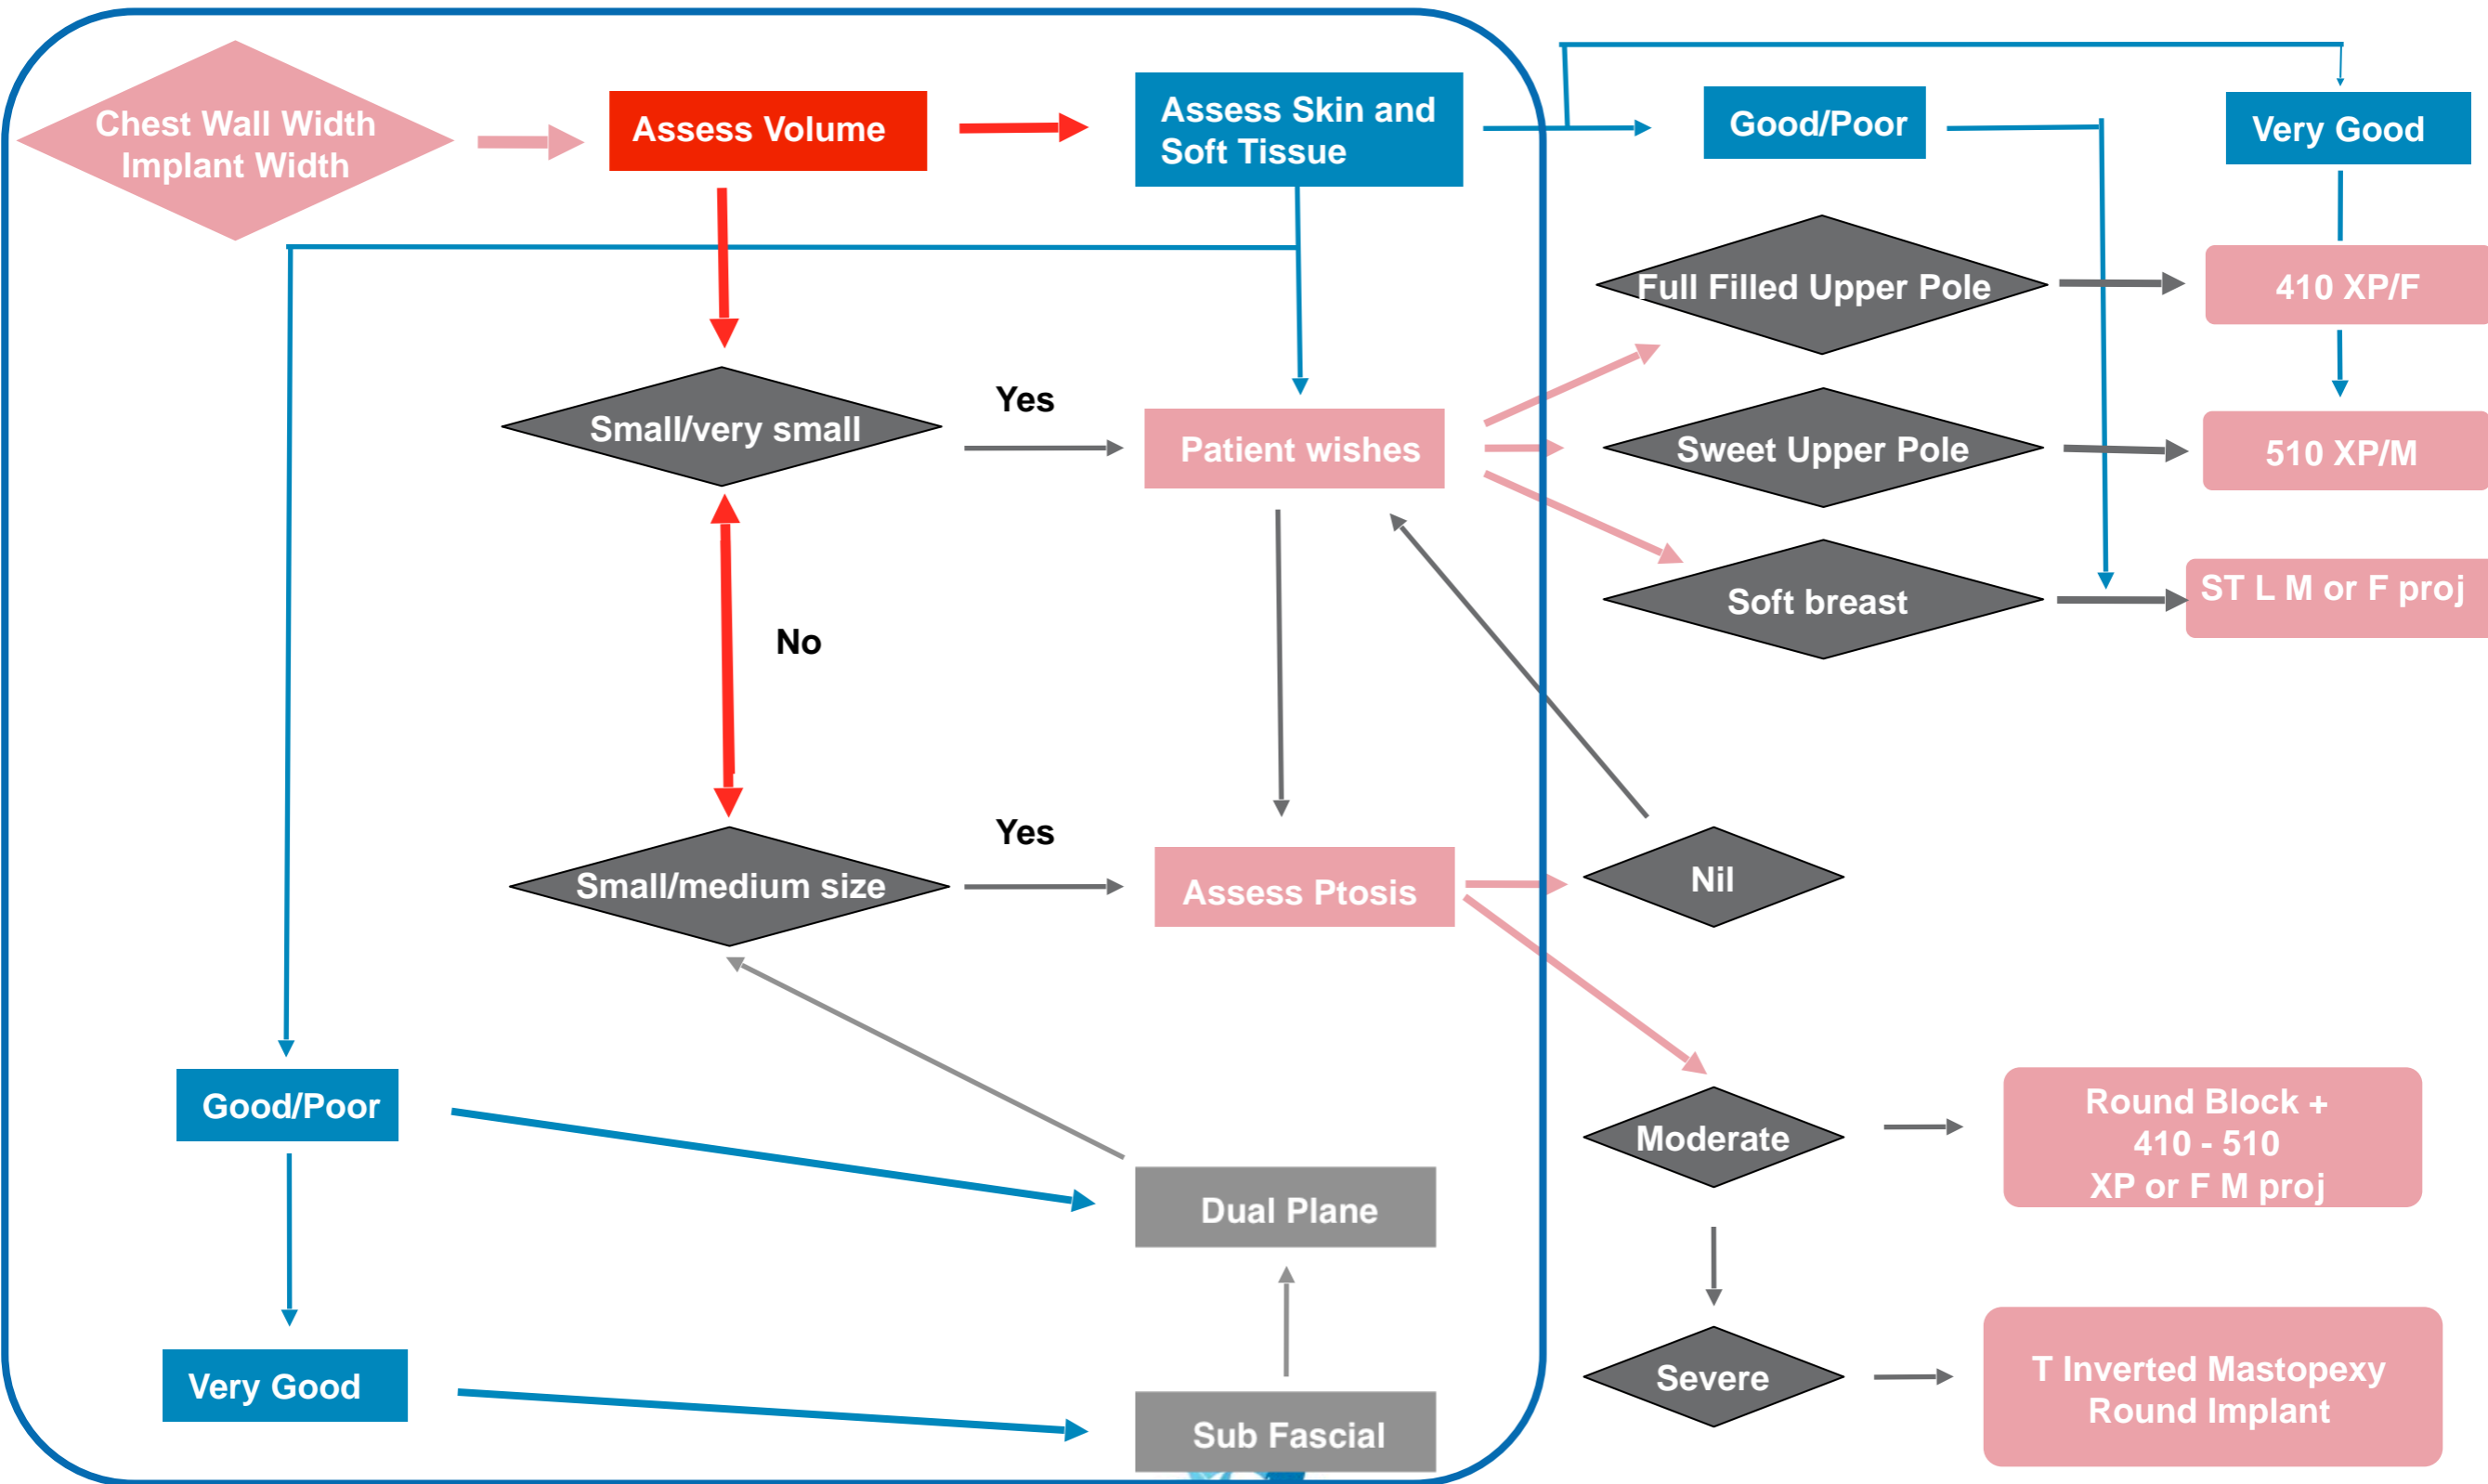 Chest Wall Width
Implant Width
Assess Volume
Assess Skin and
Soft Tissue
Good/Poor
Very Good
Full Filled Upper Pole
410 XP/F
Small/very small
Yes
Patient wishes
Sweet Upper Pole
510 XP/M
Soft breast
ST L M or F proj
No
Small/medium size
Yes
Assess Ptosis
Nil
Good/Poor
Dual Plane
Moderate
Round Block +
410 - 510
XP or F M proj
Very Good
Sub Fascial
Severe
T Inverted Mastopexy
Round Implant